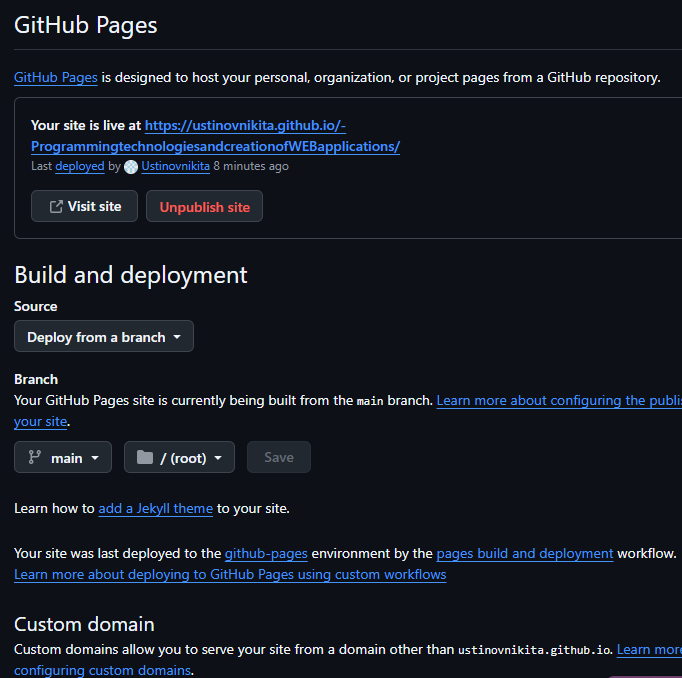 GitHub Pages
GitHub Pages is designed to host your personal, organization, or project pages from a GitHub repository.
Your site is live at https://ustinovnikita.github.io/-
ProgrammingtechnologiesandcreationofWEBapplications/
Last deployed by Ustinovnikita 8 minutes ago
Visit site Unpublish site
Build and deployment
Source
Deploy from a branch
Branch
Your GitHub Pages site is currently being built from the main branch. Learn more about configuring the publi
your site.
main / (root) Save
Learn how to add a Jekyll theme to your site.
Your site was last deployed to the github-pages environment by the pages build and deployment workflow.
Learn more about deploying to GitHub Pages using custom workflows
Custom domain
Custom domains allow you to serve your site from a domain other than ustinovnikita.github.io. Learn more
configuring custom domains.